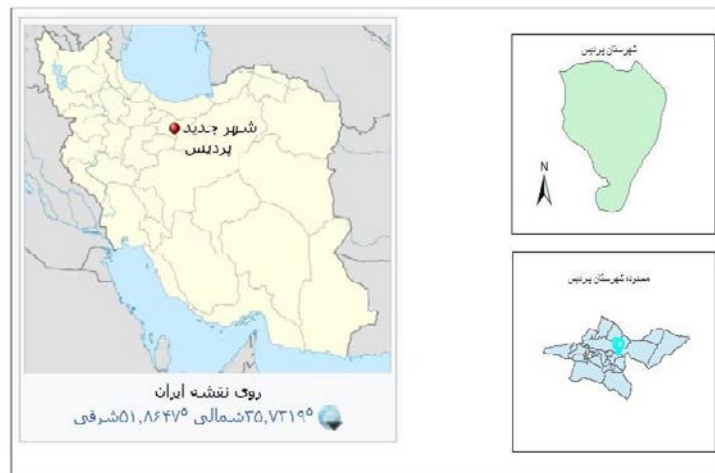 شهر جدید
پردیس
روی نقشه ایران
۳۵٫۷۳۱۹°شمالی ۵۱٫۸۶۴۷°شرقی
شهرستان پردیس
N
محدوده شهرستان پردیس